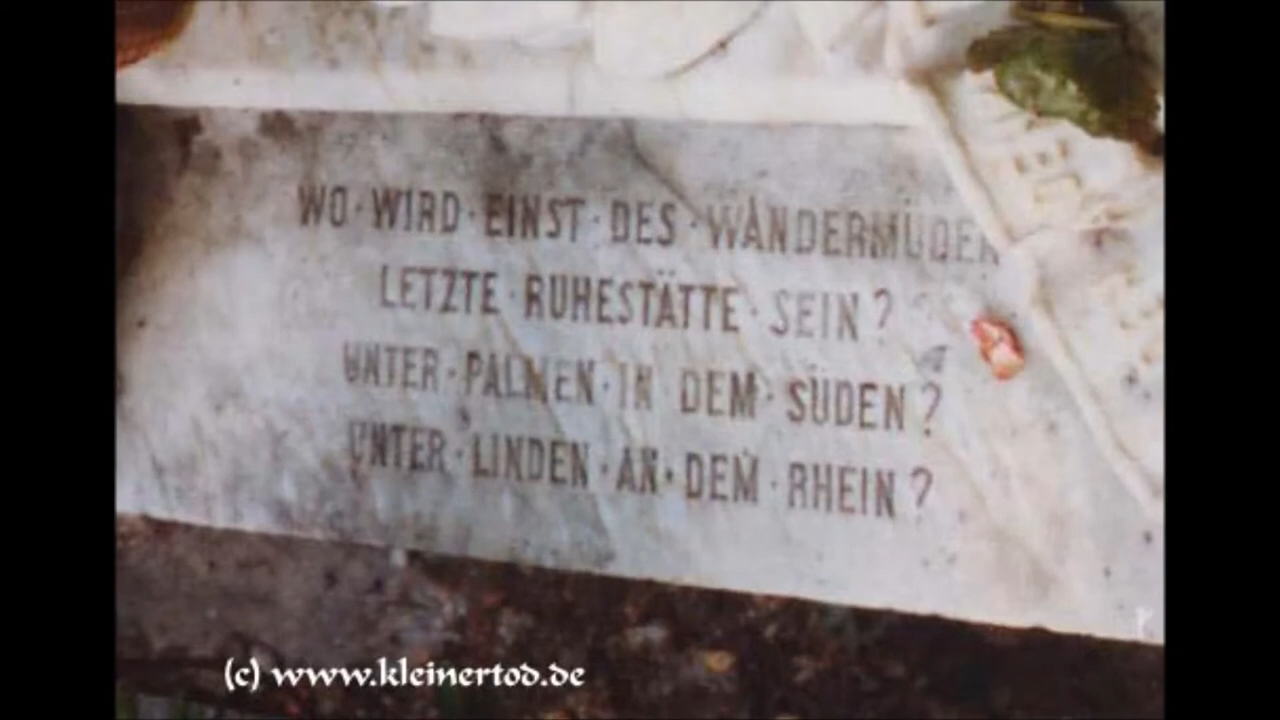 WO · WIRD · EINST · DES · WANDERMÜDEN
LETZTE · RUHESTÄTTE · SEIN ?
UNTER · PALMEN · IN DEM · SÜDEN ?
UNTER · LINDEN · AN · DEM · RHEIN ?
(c) www.kleinertod.de